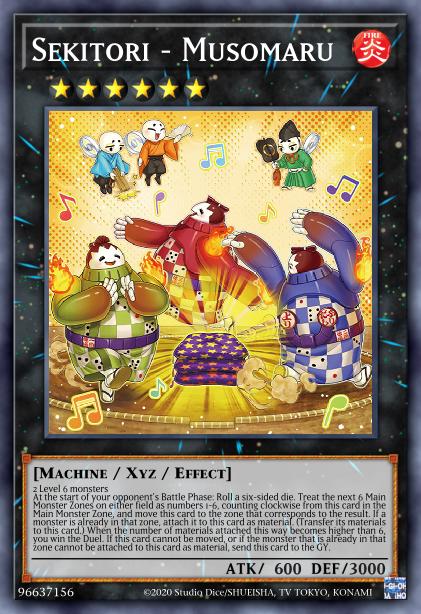 SEKITORI - MUSOMARU
FIRE
炎
[MACHINE / XYZ / EFFECT]
2 Level 6 monsters
At the start of your opponent's Battle Phase: Roll a six-sided die. Treat the next 6 Main
Monster Zones on either field as numbers 1-6, counting clockwise from this card in the
Main Monster Zone, and move this card to the zone that corresponds to the result. If a
monster is already in that zone, attach it to this card as material. (Transfer its materials
to this card.) When the number of materials attached this way becomes higher than 6,
you win the Duel. If this card cannot be moved, or if the monster that is already in that
zone cannot be attached to this card as material, send this card to the GY.
ATK/ 600 DEF/3000
96637156
©2020 Studio Dice/SHUEISHA, TV TOKYO, KONAMI